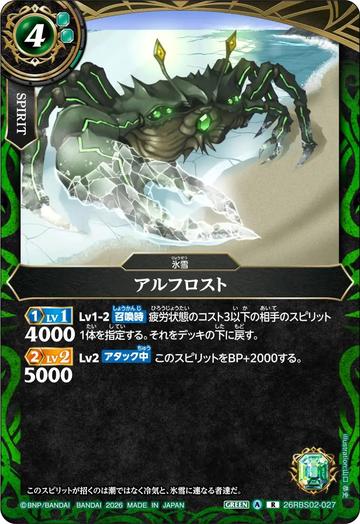 4
SPIRIT
ひょうせつ
氷雪
アルフロスト
1 LV1 4000
Lv1-2 召喚時 疲労状態のコスト3以下の相手のスピリット
1体を指定する。それをデッキの下に戻す。
2 LV2 5000
Lv2 アタック中 このスピリットをBP+2000する。
このスピリットが招くのは潮ではなく冷気と、氷雪に連なる者達だ。
©BNP/BANDAI BANDAI 2026 MADE IN JAPAN GREEN A R 26RBS02-027